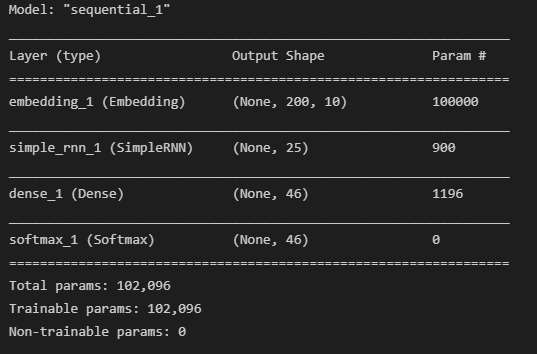 Model: "sequential_1"
_________________________________________________________________
Layer (type)                 Output Shape              Param #
=================================================================
embedding_1 (Embedding)      (None, 200, 10)           100000
_________________________________________________________________
simple_rnn_1 (SimpleRNN)     (None, 25)                900
_________________________________________________________________
dense_1 (Dense)              (None, 46)                1196
_________________________________________________________________
softmax_1 (Softmax)          (None, 46)                0
=================================================================
Total params: 102,096
Trainable params: 102,096
Non-trainable params: 0